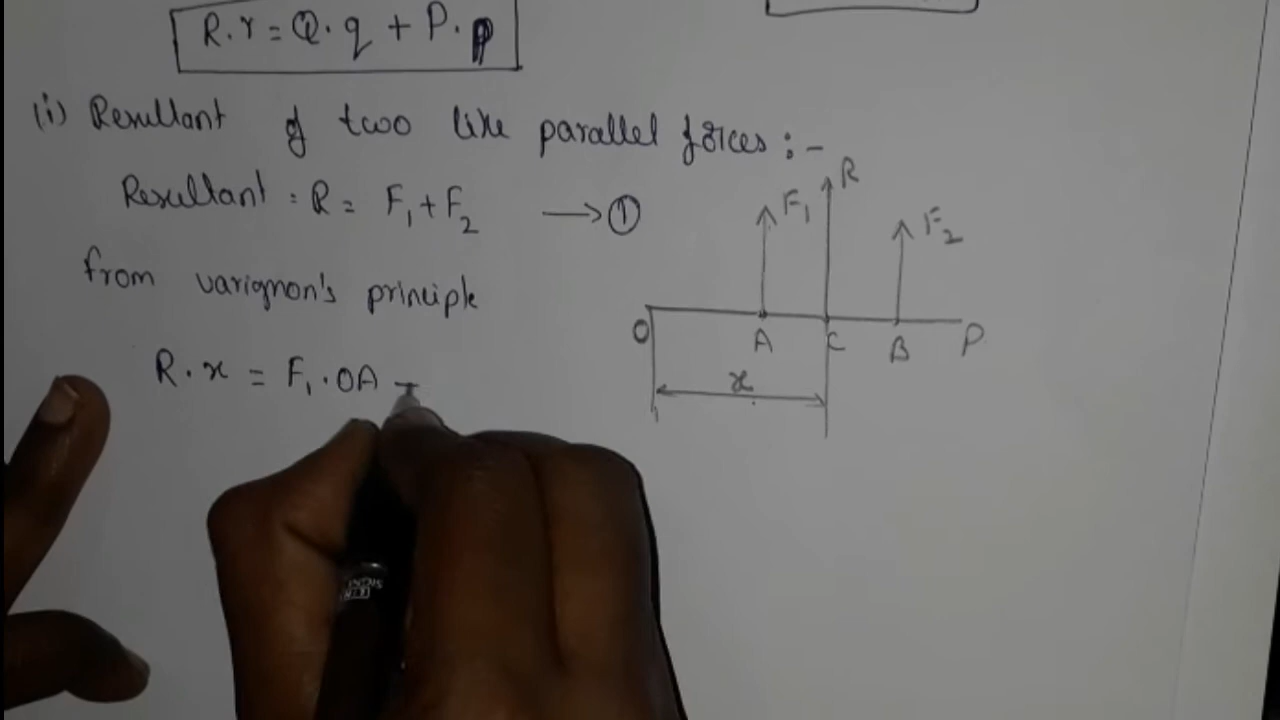 R.r = Q.q + P.p
(i) Resultant of two like parallel forces :-
Resultant : R = F₁+F₂ —>①
from varignon's principle
R.x = F₁.OA
R
F₁
F₂
O
A
C
B
P
x